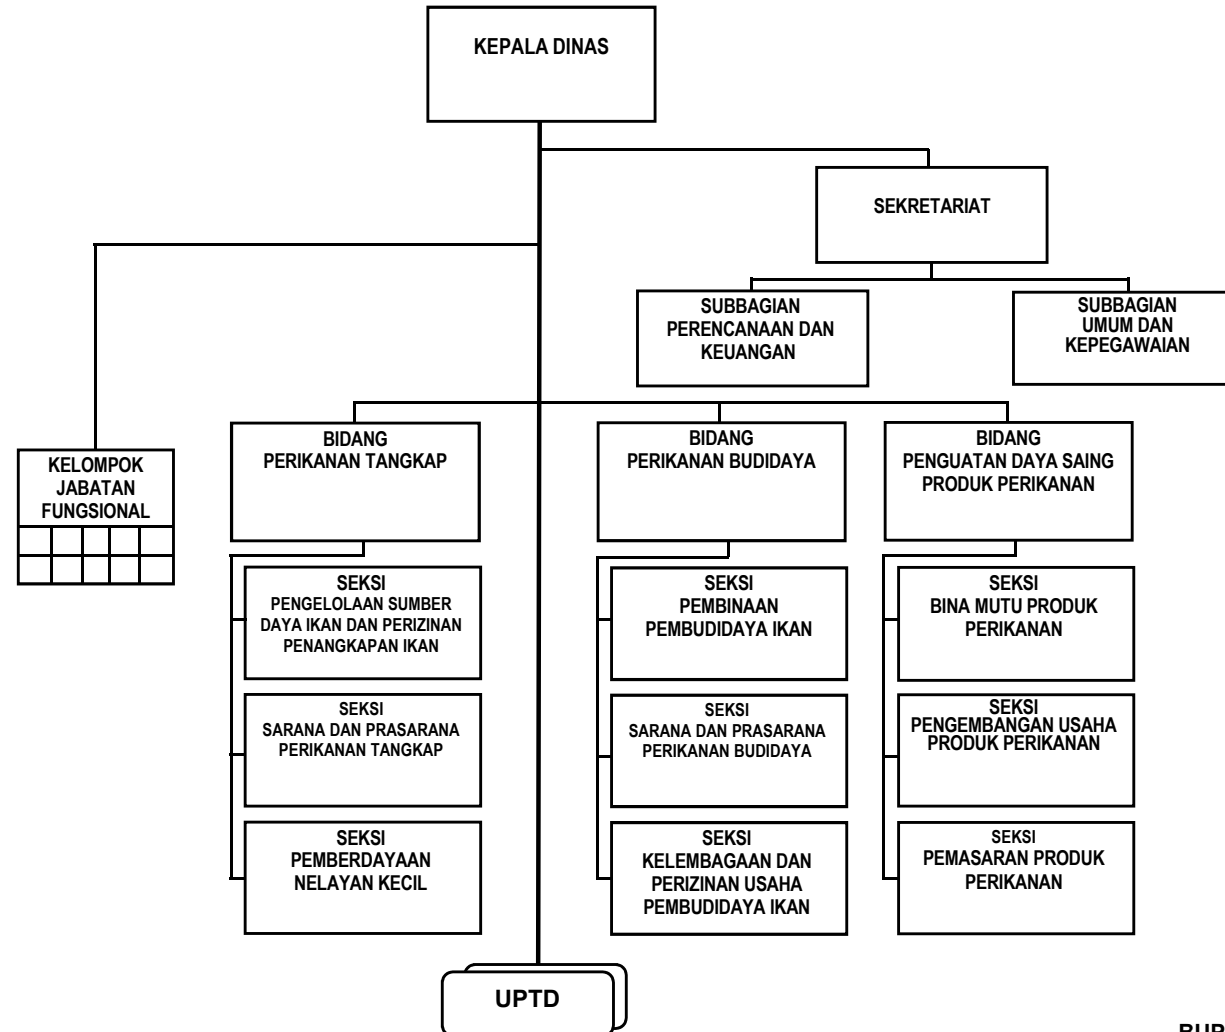 KEPALA DINAS
SEKRETARIAT
SUBBAGIAN
PERENCANAAN DAN
KEUANGAN
SUBBAGIAN
UMUM DAN
KEPEGAWAIAN
KELOMPOK
JABATAN
FUNGSIONAL
BIDANG
PERIKANAN TANGKAP
BIDANG
PERIKANAN BUDIDAYA
BIDANG
PENGUATAN DAYA SAING
PRODUK PERIKANAN
SEKSI
PENGELOLAAN SUMBER
DAYA IKAN DAN PERIZINAN
PENANGKAPAN IKAN
SEKSI
PEMBINAAN
PEMBUDIDAYA IKAN
SEKSI
BINA MUTU PRODUK
PERIKANAN
SEKSI
SARANA DAN PRASARANA
PERIKANAN TANGKAP
SEKSI
SARANA DAN PRASARANA
PERIKANAN BUDIDAYA
SEKSI
PENGEMBANGAN USAHA
PRODUK PERIKANAN
SEKSI
PEMBERDAYAAN
NELAYAN KECIL
SEKSI
KELEMBAGAAN DAN
PERIZINAN USAHA
PEMBUDIDAYA IKAN
SEKSI
PEMASARAN PRODUK
PERIKANAN
UPTD